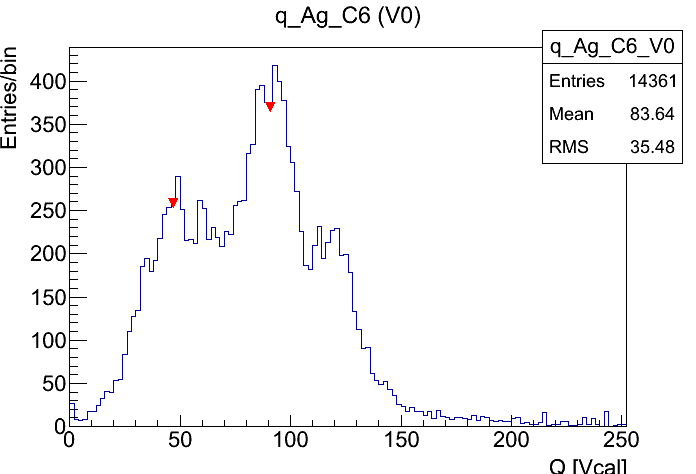 q_Ag_C6 (V0)
q_Ag_C6_V0
Entries 14361
Mean 83.64
RMS 35.48
Entries/bin
400
350
300
250
200
150
100
50
0
0 50 100 150 200 250
Q [Vcal]